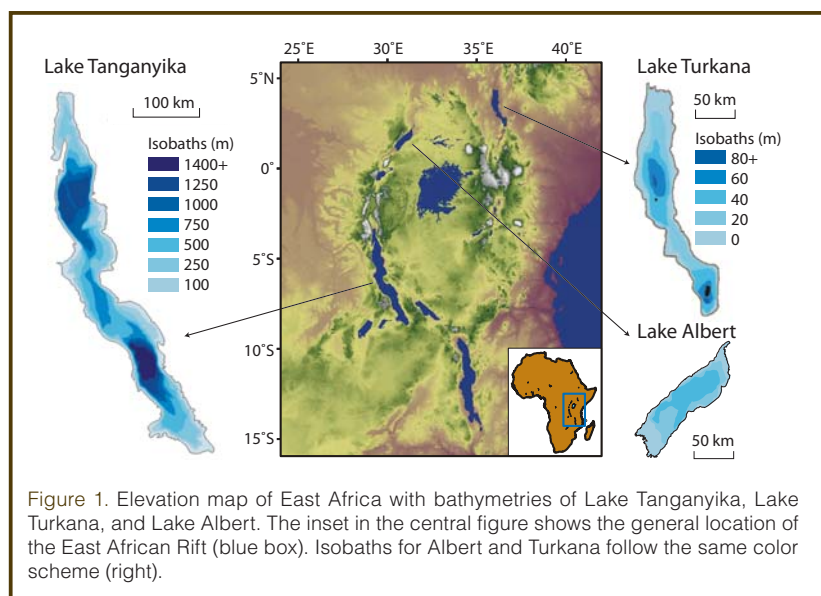 Lake Tanganyika
100 km
Isobaths (m)
1400+
1250
1000
750
500
250
100
25°E 30°E 35°E 40°E
5°N
0°
5°S
10°S
15°S
Lake Turkana
50 km
Isobaths (m)
80+
60
40
20
0
Lake Albert
50 km
Figure 1. Elevation map of East Africa with bathymetries of Lake Tanganyika, Lake
Turkana, and Lake Albert. The inset in the central figure shows the general location of
the East African Rift (blue box). Isobaths for Albert and Turkana follow the same color
scheme (right).